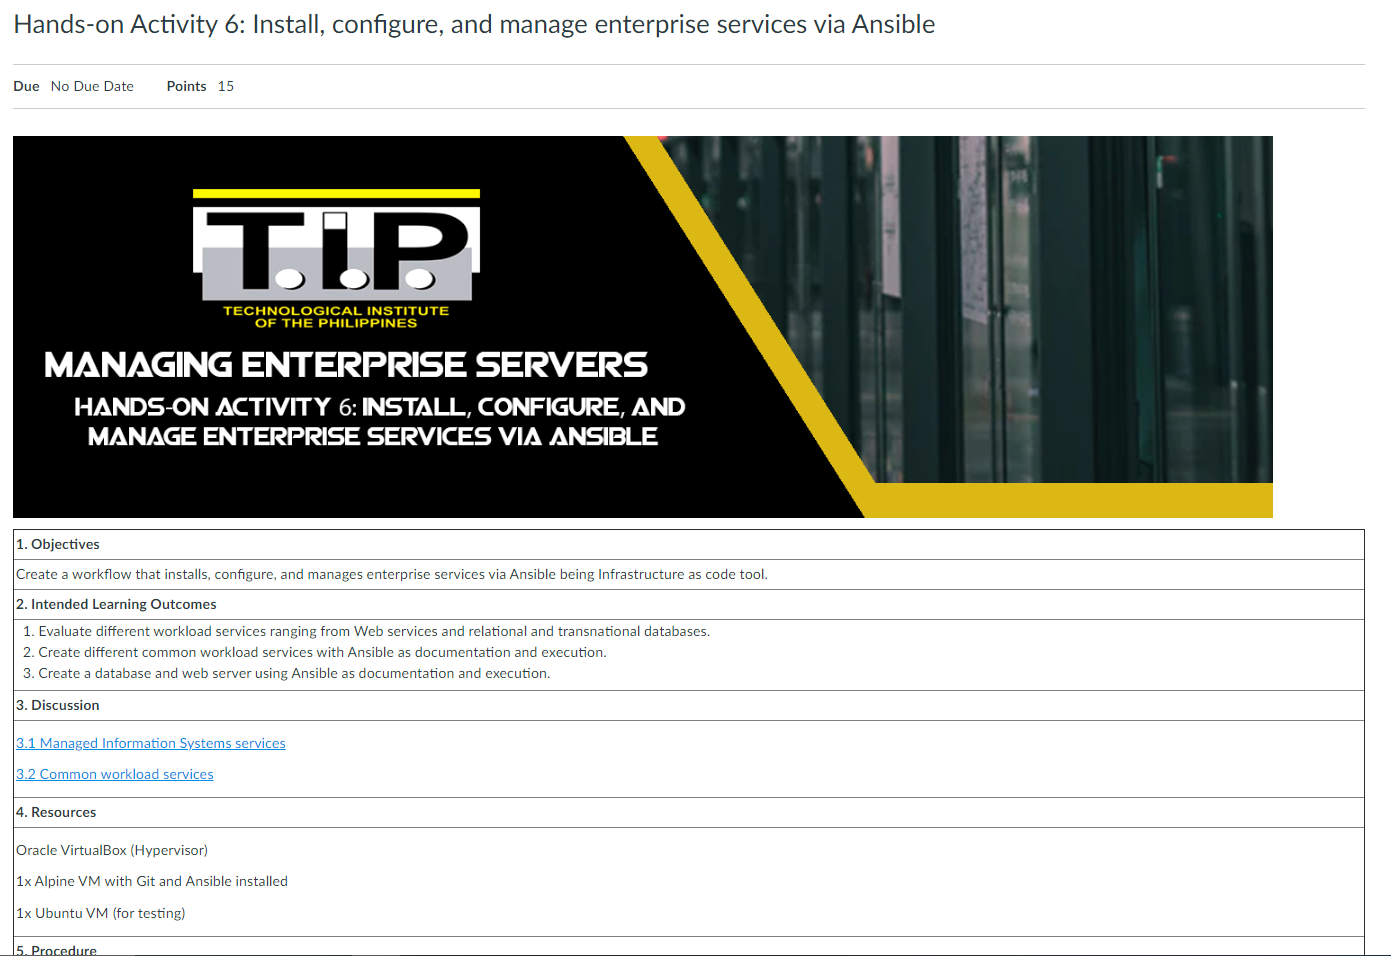 Hands-on Activity 6: Install, configure, and manage enterprise services via Ansible
Due No Due Date Points 15
T.I.P.
TECHNOLOGICAL INSTITUTE
OF THE PHILIPPINES
MANAGING ENTERPRISE SERVERS
HANDS-ON ACTIVITY 6: INSTALL, CONFIGURE, AND
MANAGE ENTERPRISE SERVICES VIA ANSIBLE
1. Objectives
Create a workflow that installs, configure, and manages enterprise services via Ansible being Infrastructure as code tool.
2. Intended Learning Outcomes
1. Evaluate different workload services ranging from Web services and relational and transnational databases.
2. Create different common workload services with Ansible as documentation and execution.
3. Create a database and web server using Ansible as documentation and execution.
3. Discussion
3.1 Managed Information Systems services
3.2 Common workload services
4. Resources
Oracle VirtualBox (Hypervisor)
1x Alpine VM with Git and Ansible installed
1x Ubuntu VM (for testing)
5. Procedure